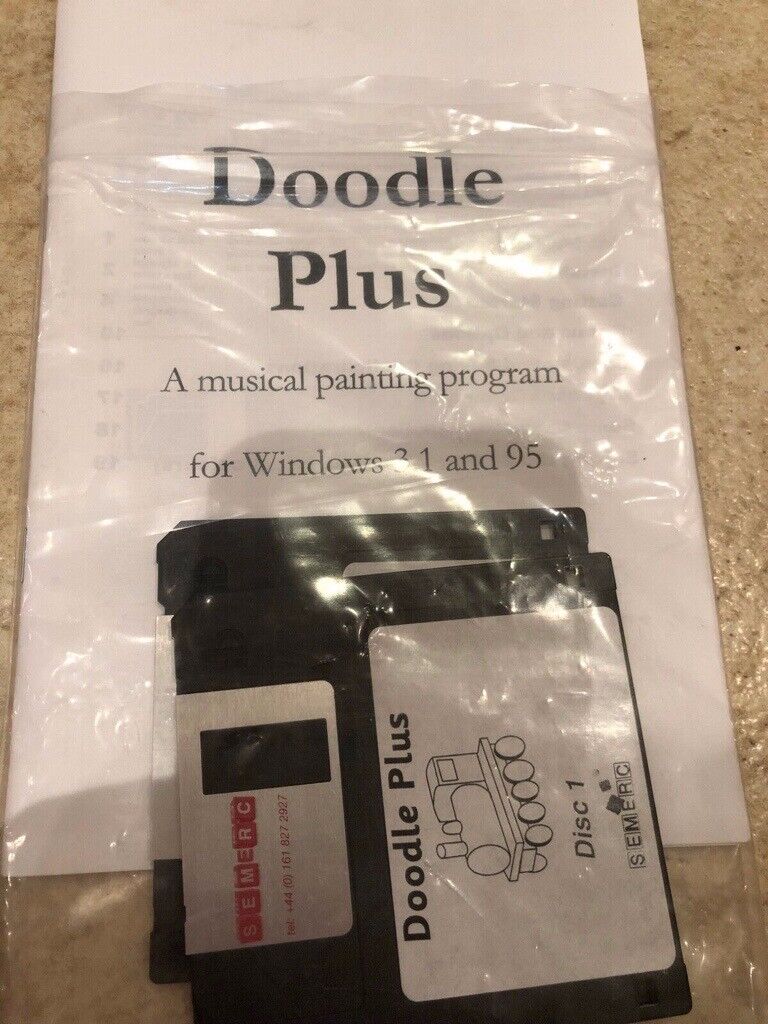 Doodle
Plus
A musical painting program
for Windows 3.1 and 95
SEMERC
tel: +44 (0) 161 827 2927
Doodle Plus
Disc 1
SEMERC